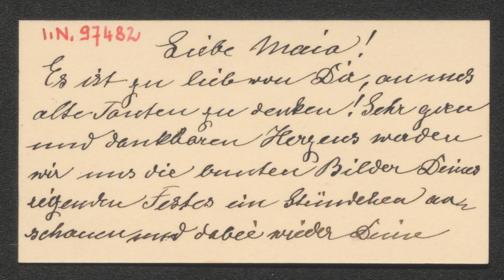 I.N. 97482
Liebe Maia!
Es ist zu lieb von Dir, an uns
alte Tanten zu denken! Sehr gern
und dankbaren Herzens werden
wir uns die bunten Bilder Deines
eigenden Festes ein Stündchen an-
schauen und dabei wieder Deine